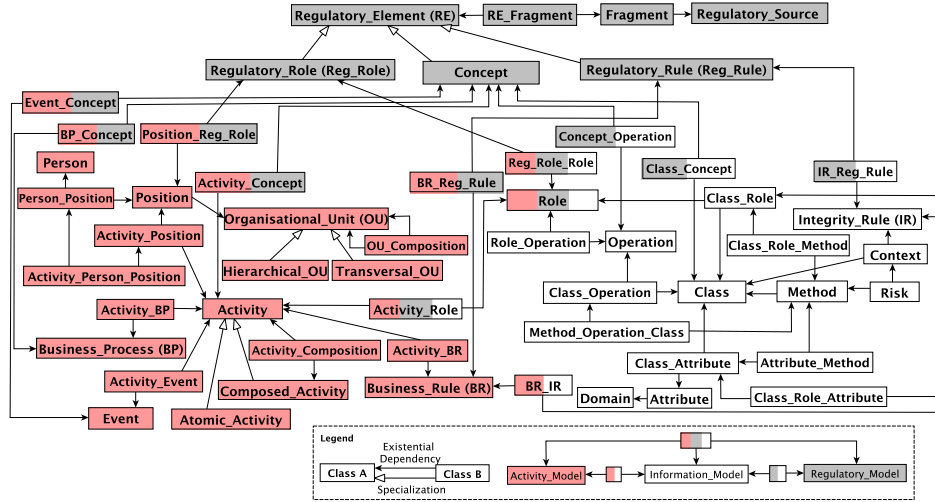 Regulatory_Element (RE)
RE_Fragment
Fragment
Regulatory_Source
Regulatory_Role (Reg_Role)
Concept
Regulatory_Rule (Reg_Rule)
Event_Concept
BP_Concept
Position_Reg_Role
Concept_Operation
Person
Reg_Role_Role
Class_Concept
IR_Reg_Rule
Activity_Concept
BR_Reg_Rule
Person_Position
Position
Role
Class_Role
Organisational_Unit (OU)
Integrity_Rule (IR)
Activity_Position
OU_Composition
Role_Operation
Operation
Class_Role_Method
Context
Activity_Person_Position
Hierarchical_OU
Transversal_OU
Class_Operation
Class
Method
Risk
Activity_BP
Activity
Activity_Role
Method_Operation_Class
Business_Process (BP)
Activity_Composition
Activity_BR
Class_Attribute
Attribute_Method
Activity_Event
Composed_Activity
Business_Rule (BR)
BR_IR
Domain
Attribute
Class_Role_Attribute
Event
Atomic_Activity
Legend
Existential
Dependency
Class A
Class B
Specialization
Activity_Model
Information_Model
Regulatory_Model